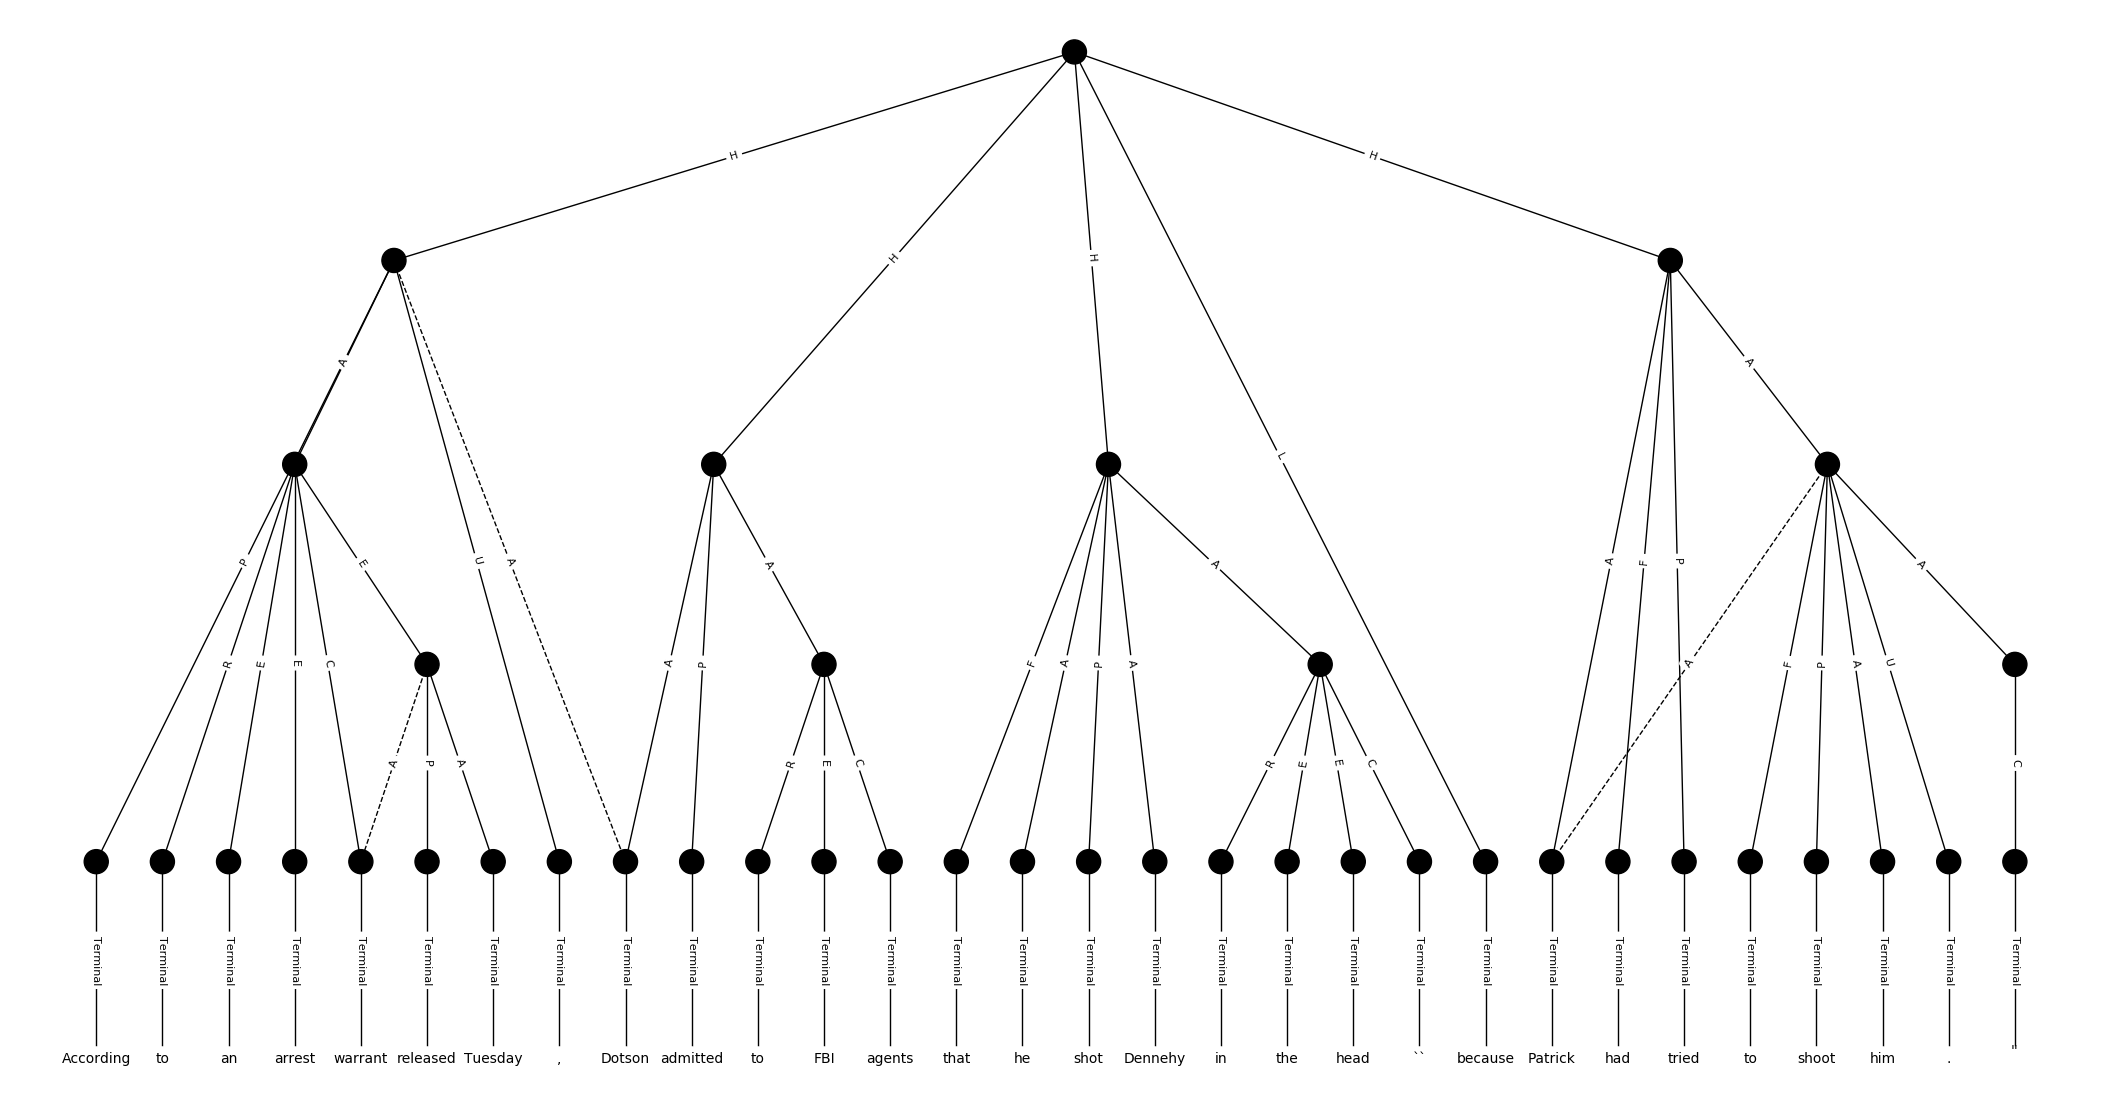 H H H L H
A U A A P A F A P A A A F P A
P R E E C E R E C R E E C A F P A U A
A P A C
Terminal Terminal Terminal Terminal Terminal Terminal Terminal Terminal Terminal Terminal Terminal Terminal Terminal Terminal Terminal Terminal Terminal Terminal Terminal Terminal Terminal Terminal Terminal Terminal Terminal Terminal Terminal Terminal Terminal Terminal
According to an arrest warrant released Tuesday , Dotson admitted to FBI agents that he shot Dennehy in the head `` because Patrick had tried to shoot him . "